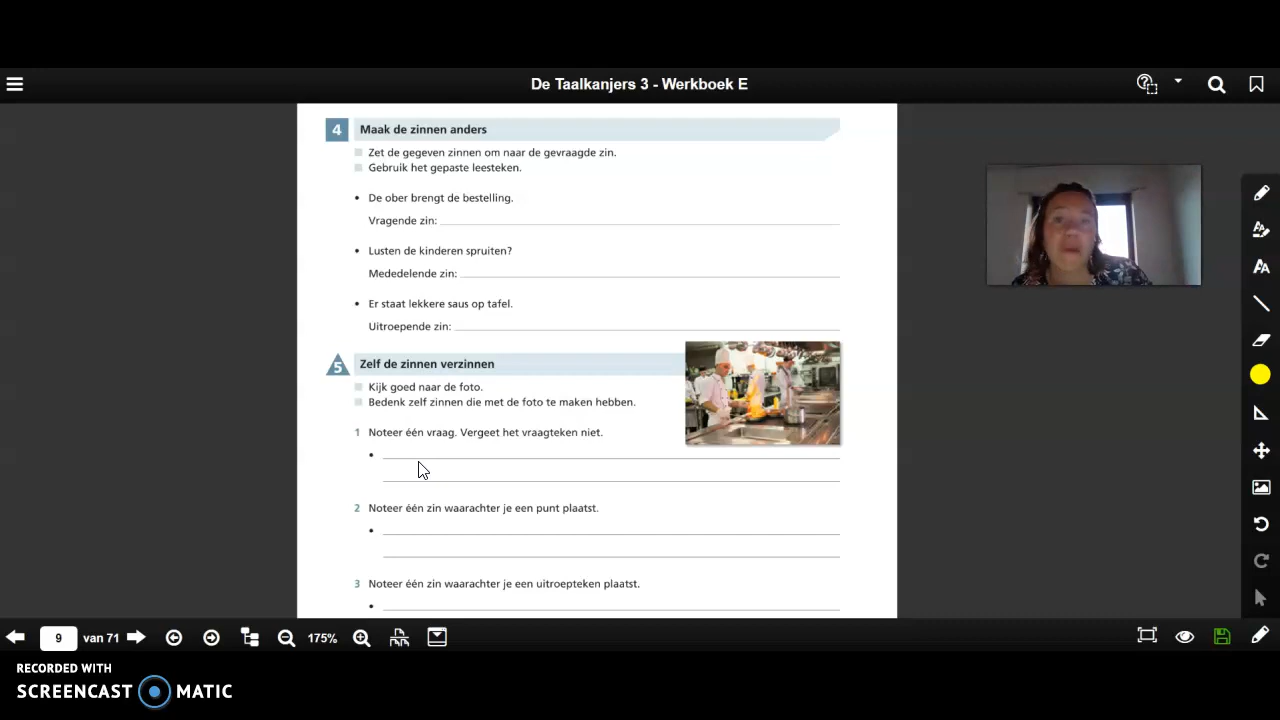 De Taalkanjers 3 - Werkboek E
4 Maak de zinnen anders
Zet de gegeven zinnen om naar de gevraagde zin.
Gebruik het gepaste leesteken.
• De ober brengt de bestelling.
Vragende zin:
• Lusten de kinderen spruiten?
Mededelende zin:
• Er staat lekkere saus op tafel.
Uitroepende zin:
5 Zelf de zinnen verzinnen
Kijk goed naar de foto.
Bedenk zelf zinnen die met de foto te maken hebben.
1 Noteer één vraag. Vergeet het vraagteken niet.
•
2 Noteer één zin waarachter je een punt plaatst.
•
3 Noteer één zin waarachter je een uitroepteken plaatst.
•
9 van 71 175%
RECORDED WITH
SCREENCAST MATIC